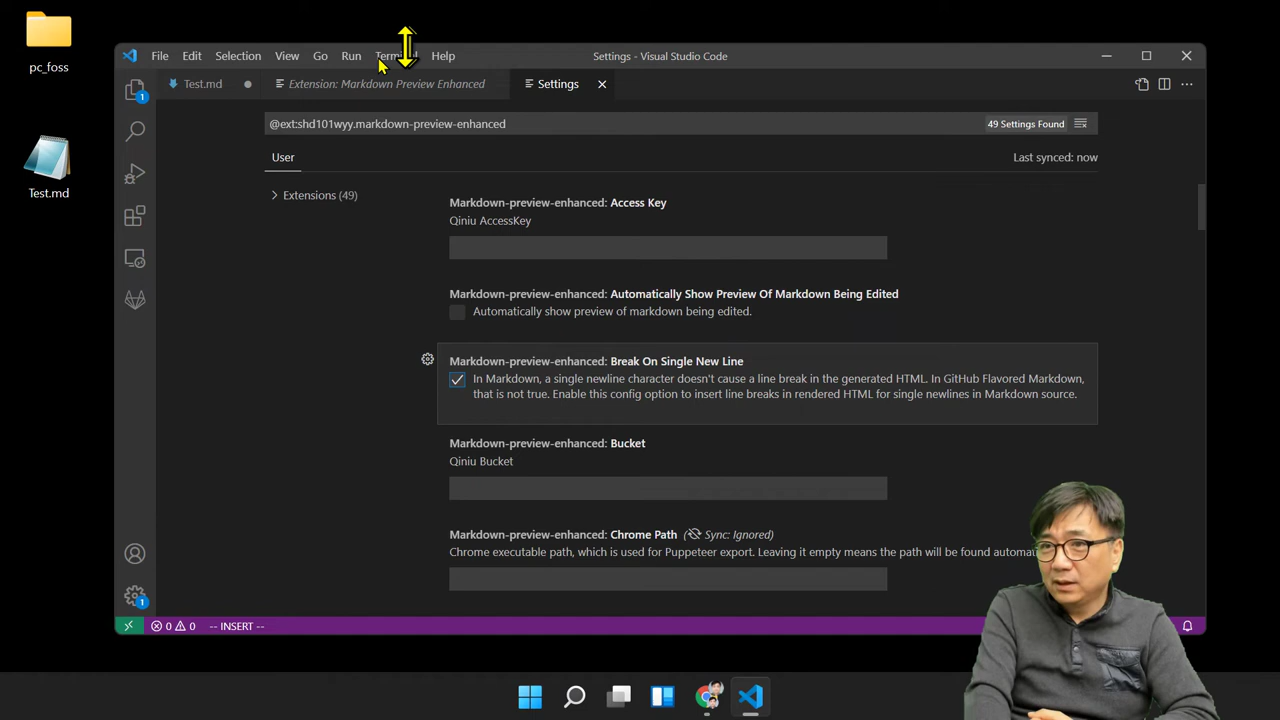 pc_foss
Test.md
File Edit Selection View Go Run Terminal Help
Settings - Visual Studio Code
Test.md
Extension: Markdown Preview Enhanced
Settings
@ext:shd101wyy.markdown-preview-enhanced
49 Settings Found
User
Last synced: now
Extensions (49)
Markdown-preview-enhanced: Access Key
Qiniu AccessKey
Markdown-preview-enhanced: Automatically Show Preview Of Markdown Being Edited
Automatically show preview of markdown being edited.
Markdown-preview-enhanced: Break On Single New Line
In Markdown, a single newline character doesn't cause a line break in the generated HTML. In GitHub Flavored Markdown,
that is not true. Enable this config option to insert line breaks in rendered HTML for single newlines in Markdown source.
Markdown-preview-enhanced: Bucket
Qiniu Bucket
Markdown-preview-enhanced: Chrome Path (Sync: Ignored)
Chrome executable path, which is used for Puppeteer export. Leaving it empty means the path will be found
1
1
0 0 -- INSERT --